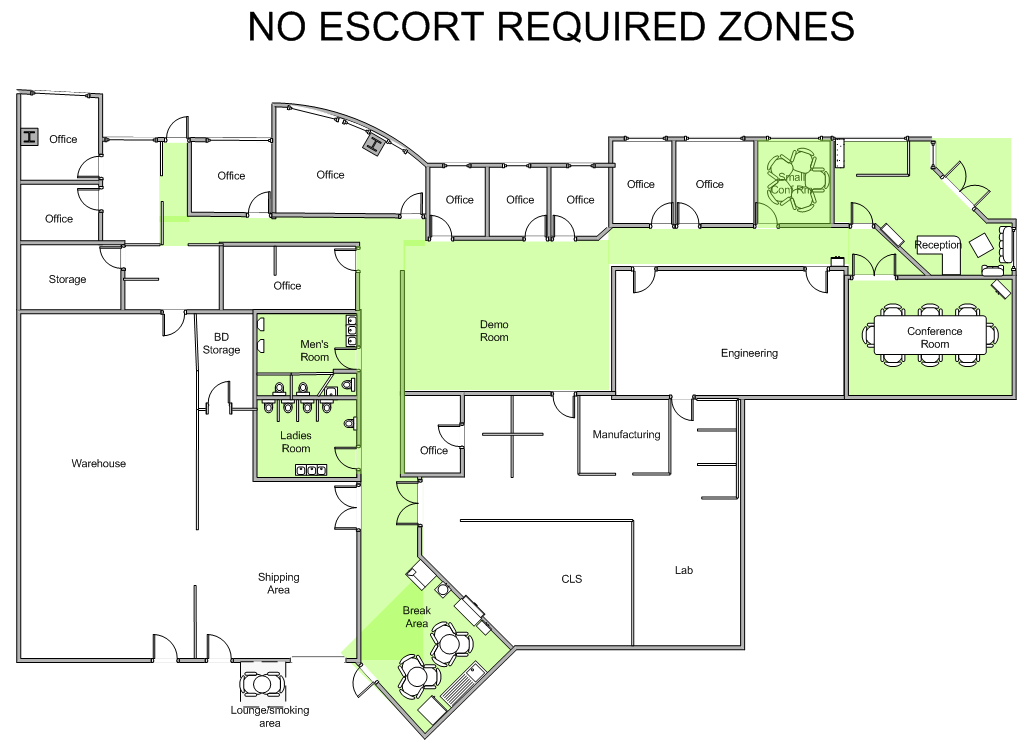 NO ESCORT REQUIRED ZONES
Office
Office
Office
Office
Office
Office
Office
Office
Office
Small
Conf Rm
Office
Reception
Storage
Office
BD
Storage
Men's
Room
Demo
Room
Conference
Room
Engineering
Ladies
Room
Office
Manufacturing
Warehouse
Shipping
Area
CLS
Lab
Break
Area
Lounge/smoking
area